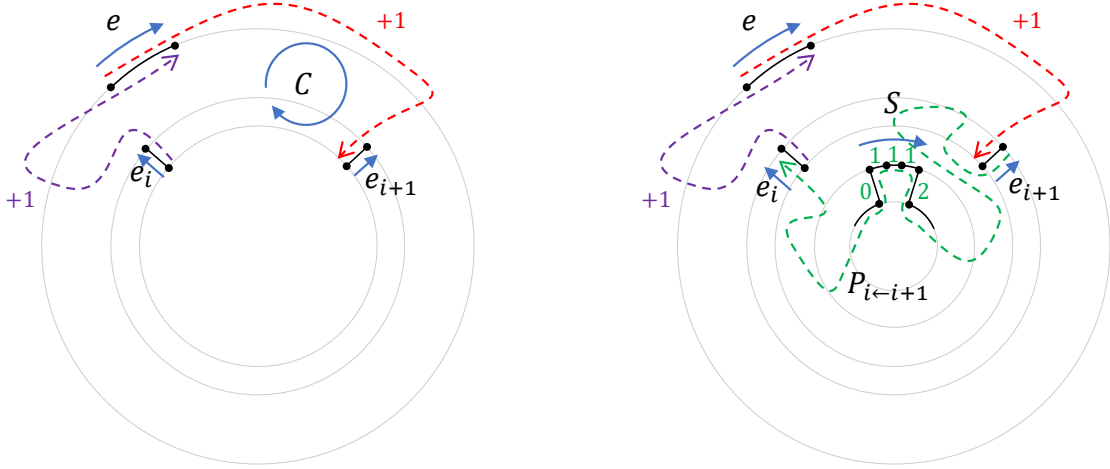 e
+1
C
e_i
e_{i+1}
+1
e
+1
S
1 1 1
0
2
e_i
e_{i+1}
+1
P_{i←i+1}